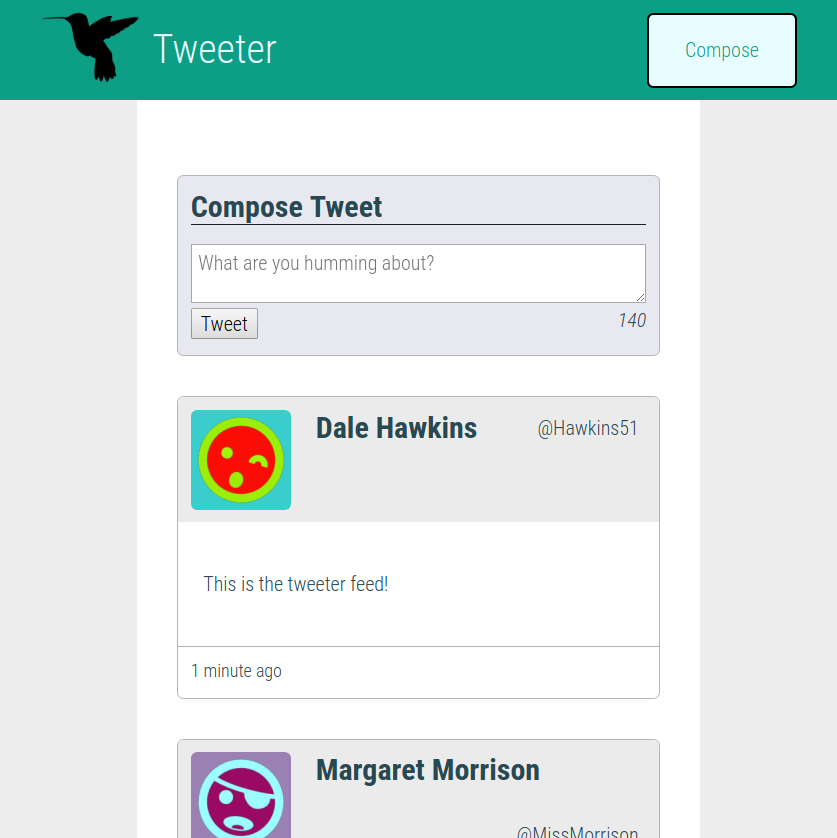 Tweeter
Compose
Compose Tweet
What are you humming about?
Tweet
140
Dale Hawkins
@Hawkins51
This is the tweeter feed!
1 minute ago
Margaret Morrison
@MissMorrison